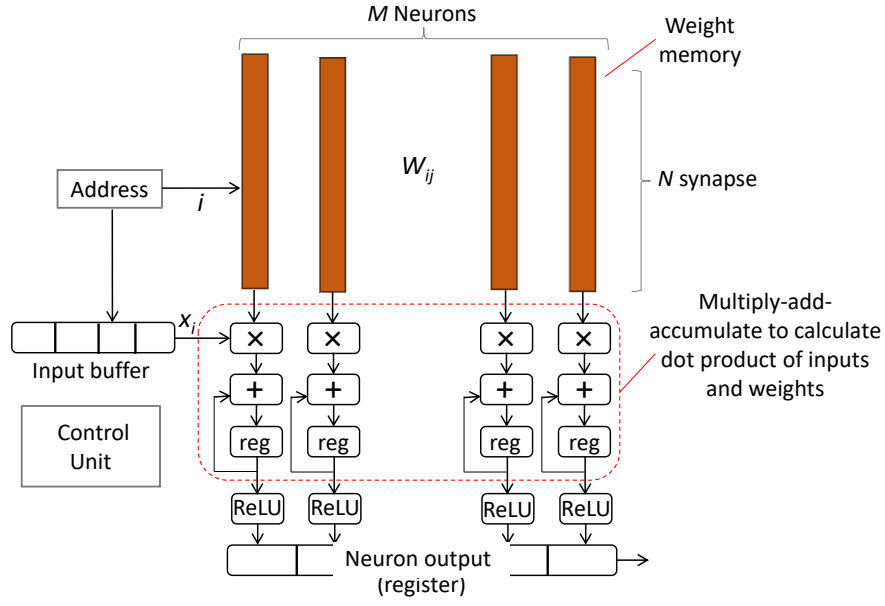 M Neurons
Weight
memory
W_ij
N synapse
Address
i
x_i
Input buffer
Multiply-add-
accumulate to calculate
dot product of inputs
and weights
× × × ×
+ + + +
reg reg reg reg
Control
Unit
ReLU ReLU ReLU ReLU
Neuron output
(register)